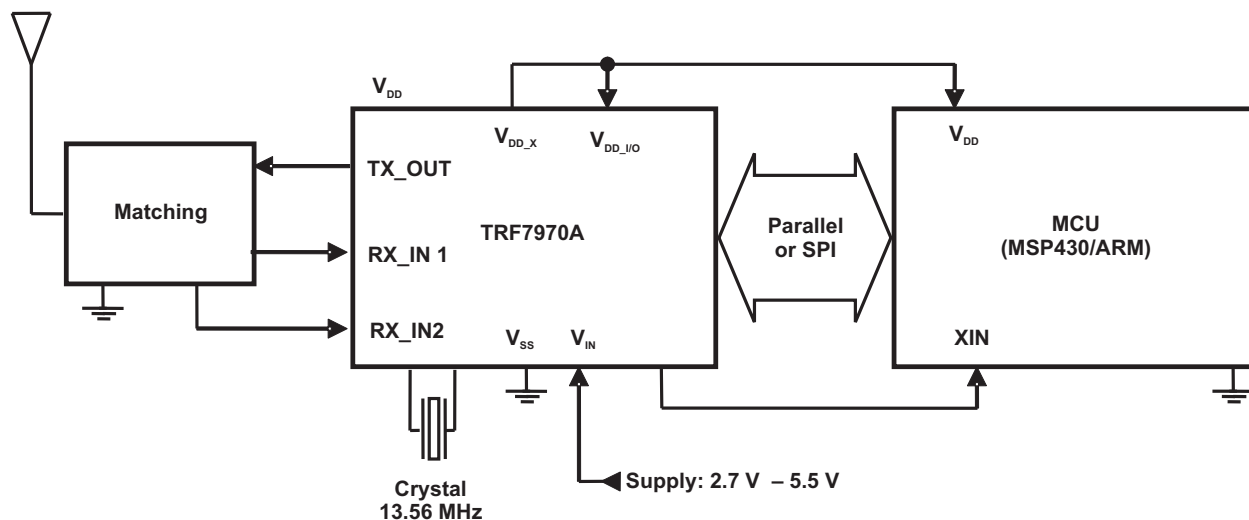 V_DD
V_DD_X
V_DD_I/O
V_DD
TX_OUT
Matching
TRF7970A
Parallel
or SPI
MCU
(MSP430/ARM)
RX_IN 1
RX_IN2
V_SS
V_IN
XIN
Supply: 2.7 V – 5.5 V
Crystal
13.56 MHz